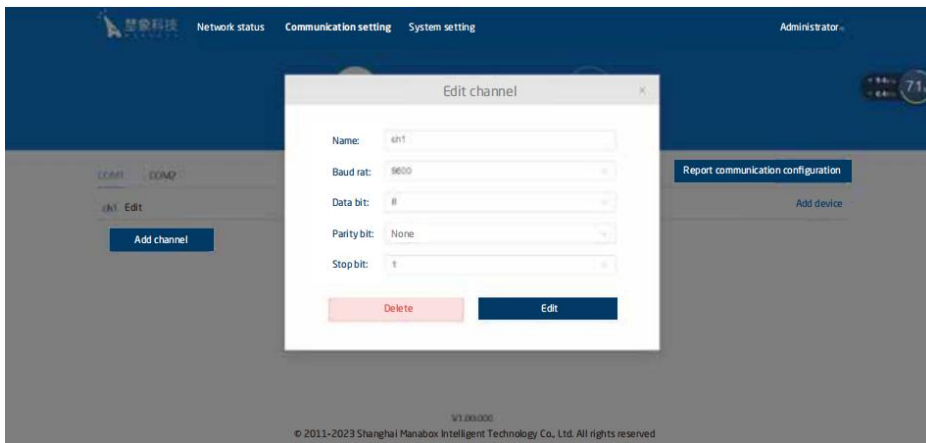 慧象科技
MANABOX
Network status Communication setting System setting Administrator
Edit channel
Name: ch1
Baud rat: 9600
Data bit: 8
Parity bit: None
Stop bit: 1
Delete Edit
COM1 COM2
Report communication configuration
ch1 Edit Add device
Add channel
V1.00.000
© 2011-2023 Shanghai Manabox Intelligent Technology Co., Ltd. All rights reserved